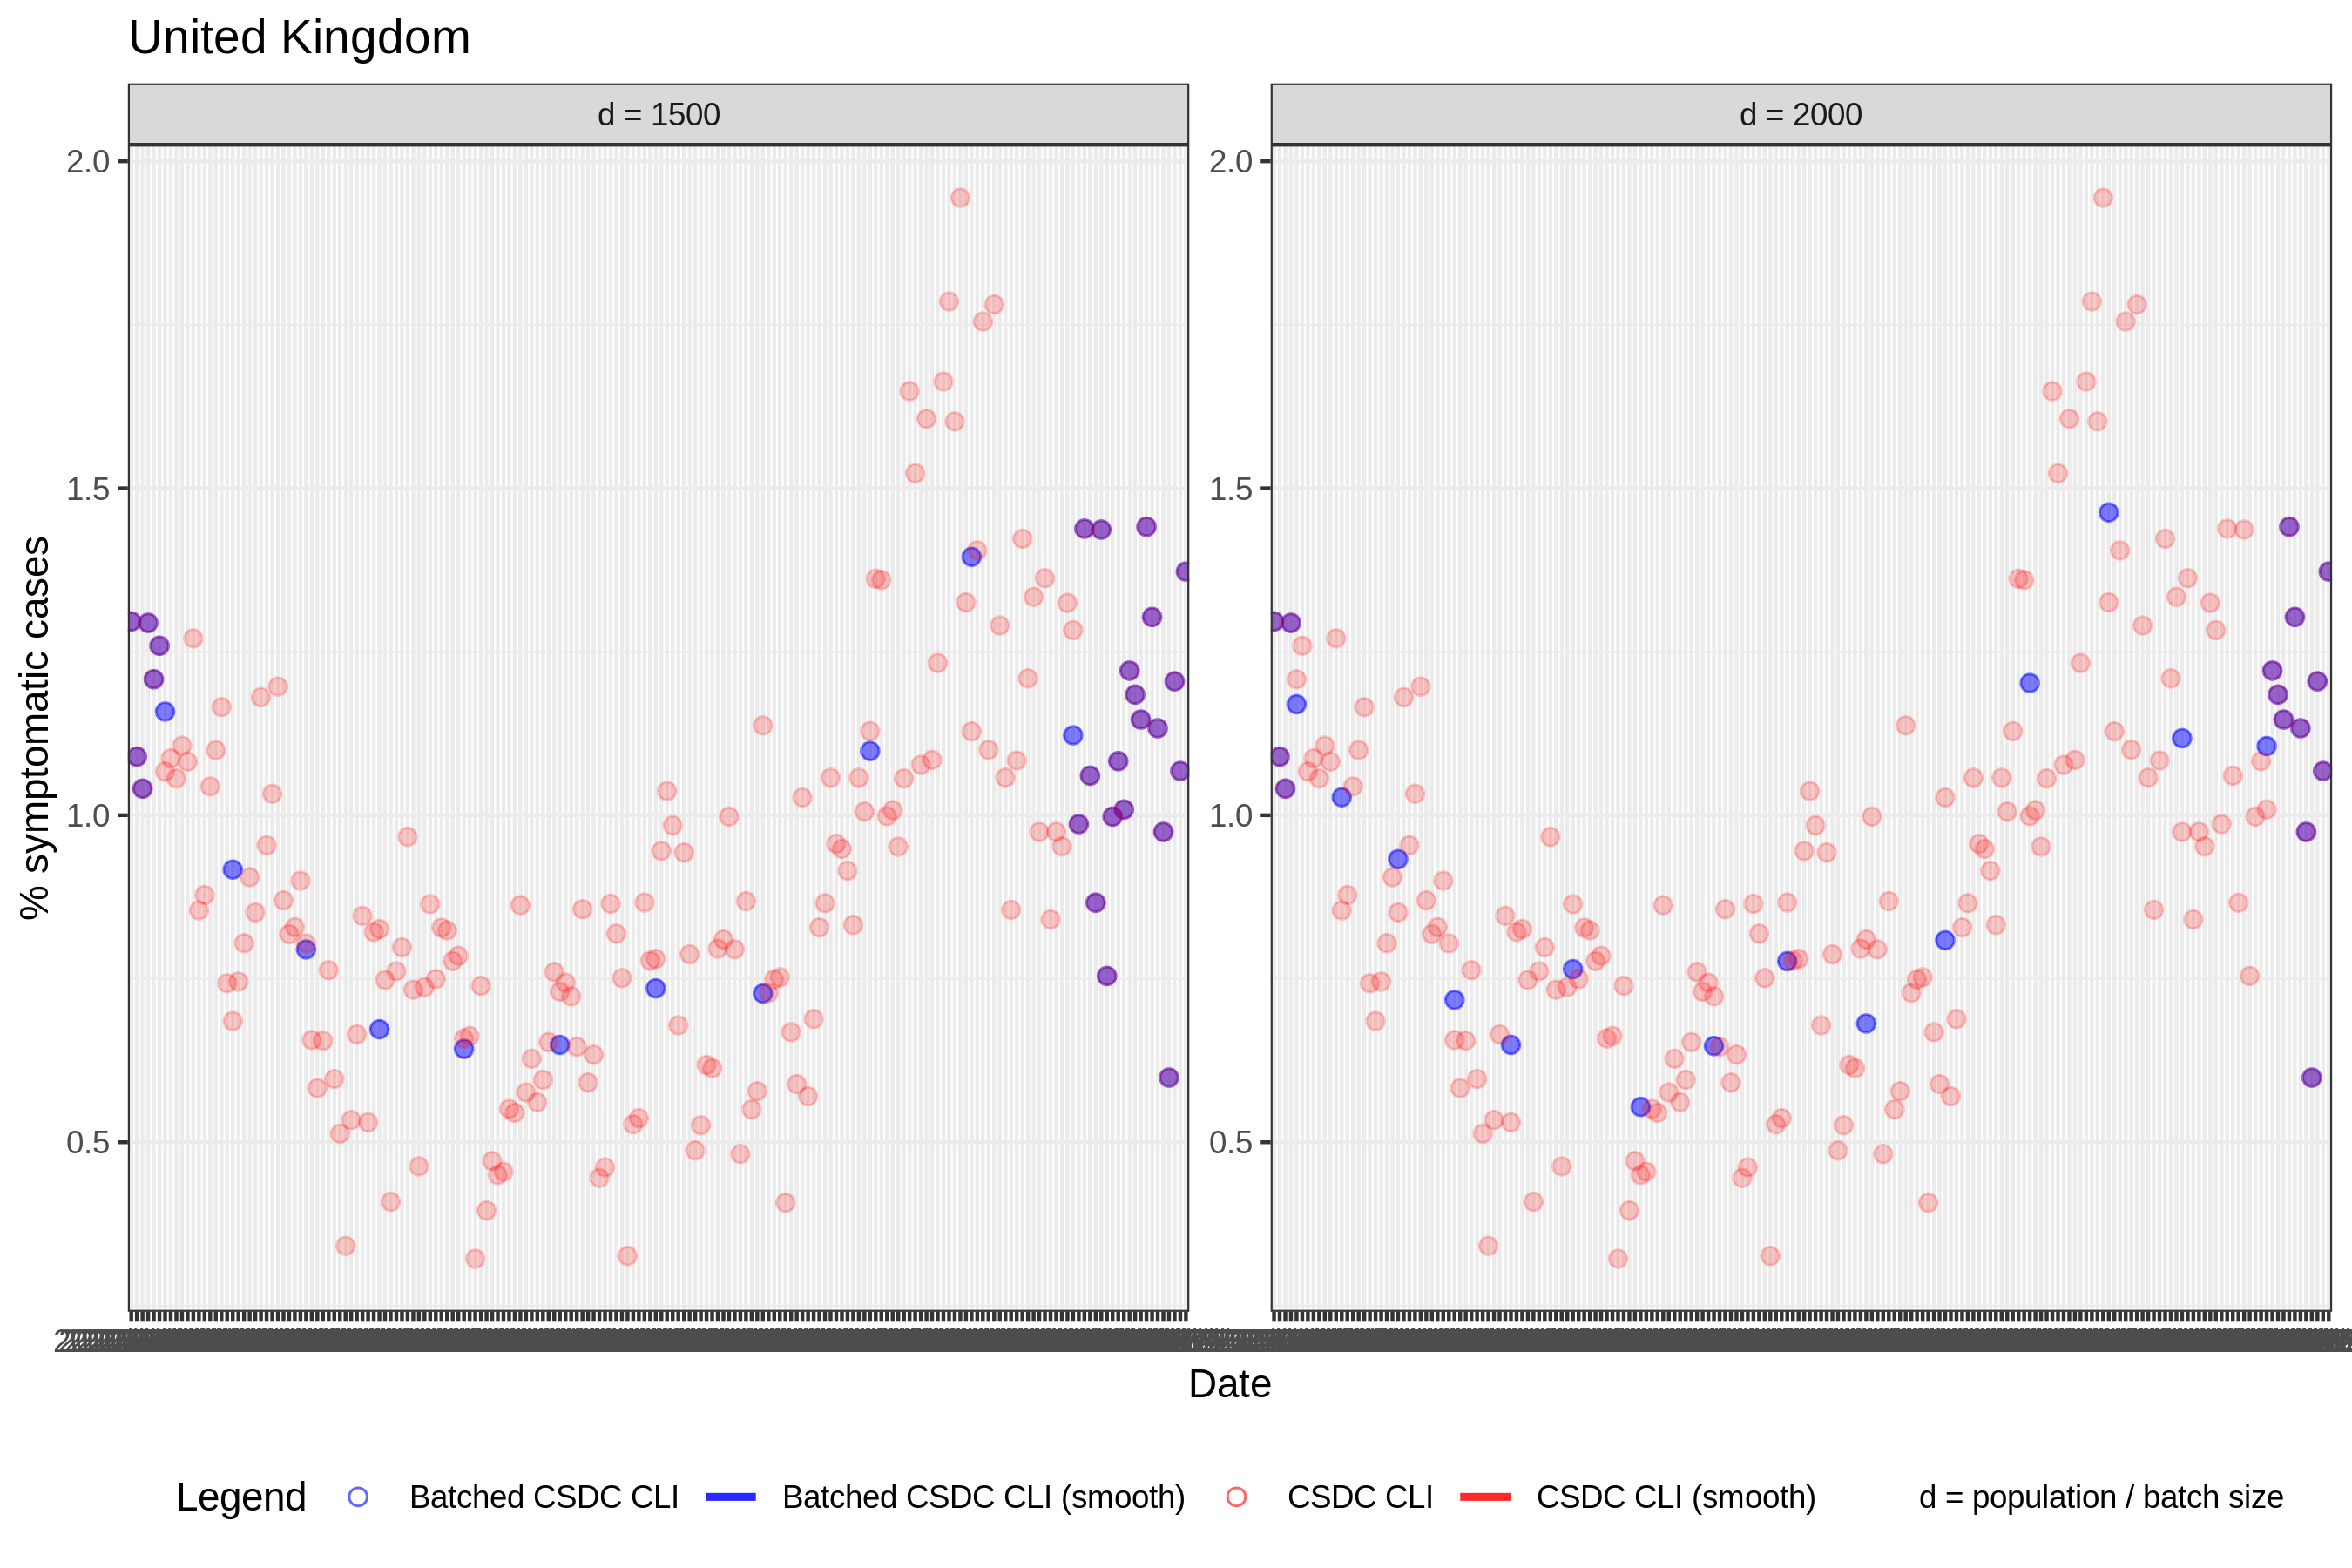 United Kingdom
d = 1500
d = 2000
% symptomatic cases
2.0
1.5
1.0
0.5
2.0
1.5
1.0
0.5
Date
Legend
Batched CSDC CLI
Batched CSDC CLI (smooth)
CSDC CLI
CSDC CLI (smooth)
d = population / batch size